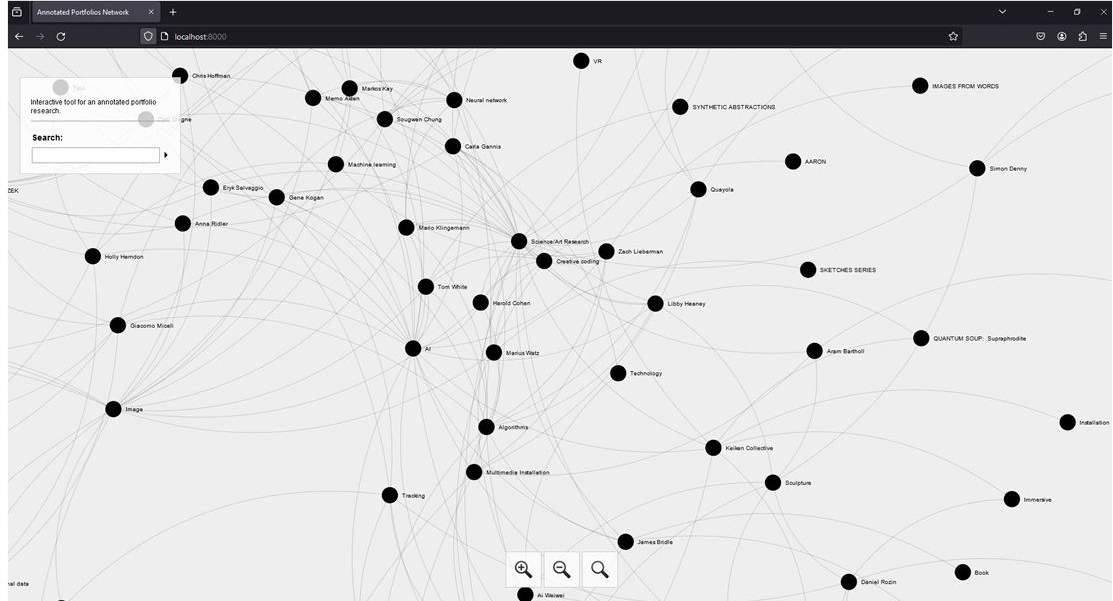 Annotated Portfolios Network
localhost:8000
VR
Chris Hoffman
Markos Kay
Memo Akten
Neural network
IMAGES FROM WORDS
SYNTHETIC ABSTRACTIONS
Interactive tool for an annotated portfolio
research.
Sougwen Chung
Search:
Carla Gannis
Machine learning
AARON
Simon Denny
ZEK
Eryk Salvaggio
Quayola
Gene Kogan
Anna Ridler
Mario Klingemann
Science/Art Research
Zach Lieberman
Holly Herndon
Creative coding
SKETCHES SERIES
Tom White
Harold Cohen
Libby Heaney
Giacomo Miceli
QUANTUM SOUP: Supraphrodite
AI
Marius Watz
Aram Bartholl
Technology
Image
Installation
Algorithms
Keiken Collective
Multimedia Installation
Sculpture
Tracking
Immersive
James Bridle
Book
nal data
Daniel Rozin
Ai Weiwei